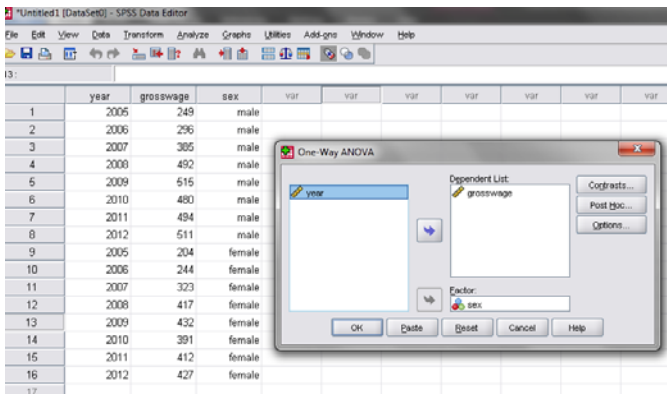 *Untitled1 [DataSet0] - SPSS Data Editor
File Edit View Data Transform Analyze Graphs Utilities Add-ons Window Help
13 :
year grosswage sex var var var var var var
1 2005 249 male
2 2006 296 male
3 2007 385 male
4 2008 492 male
5 2009 515 male
6 2010 480 male
7 2011 494 male
8 2012 511 male
9 2005 204 female
10 2006 244 female
11 2007 323 female
12 2008 417 female
13 2009 432 female
14 2010 391 female
15 2011 412 female
16 2012 427 female
17
One-Way ANOVA
year
Dependent List:
grosswage
Factor:
sex
Contrasts...
Post Hoc...
Options...
OK Paste Reset Cancel Help